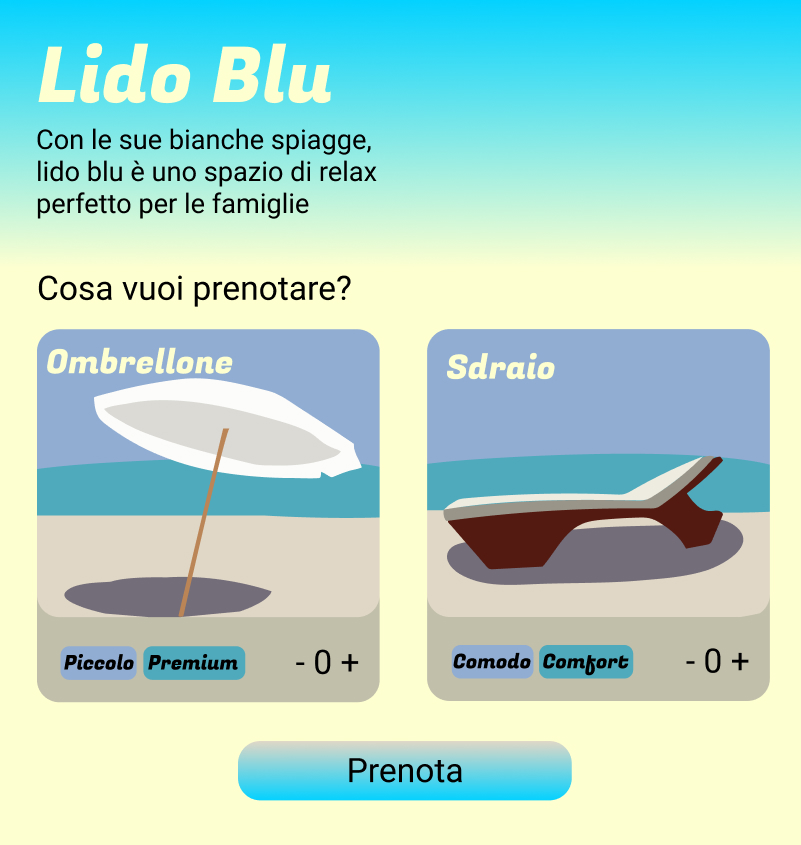 Lido Blu
Con le sue bianche spiagge,
lido blu è uno spazio di relax
perfetto per le famiglie
Cosa vuoi prenotare?
Ombrellone
Sdraio
Piccolo Premium - 0 +
Comodo Comfort - 0 +
Prenota